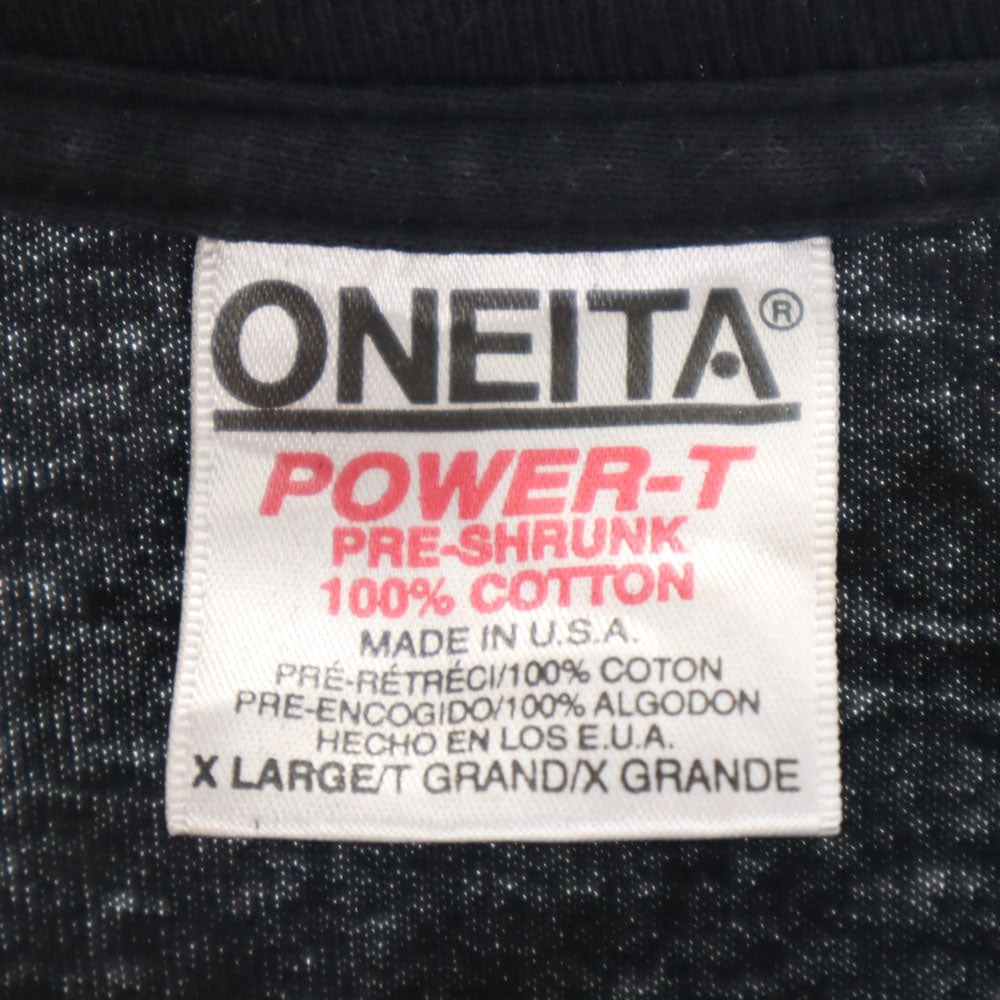 ONEITA®
POWER-T
PRE-SHRUNK
100% COTTON
MADE IN U.S.A.
PRÉ-RÉTRÉCI/100% COTON
PRE-ENCOGIDO/100% ALGODON
HECHO EN LOS E.U.A.
X LARGE/T GRAND/X GRANDE